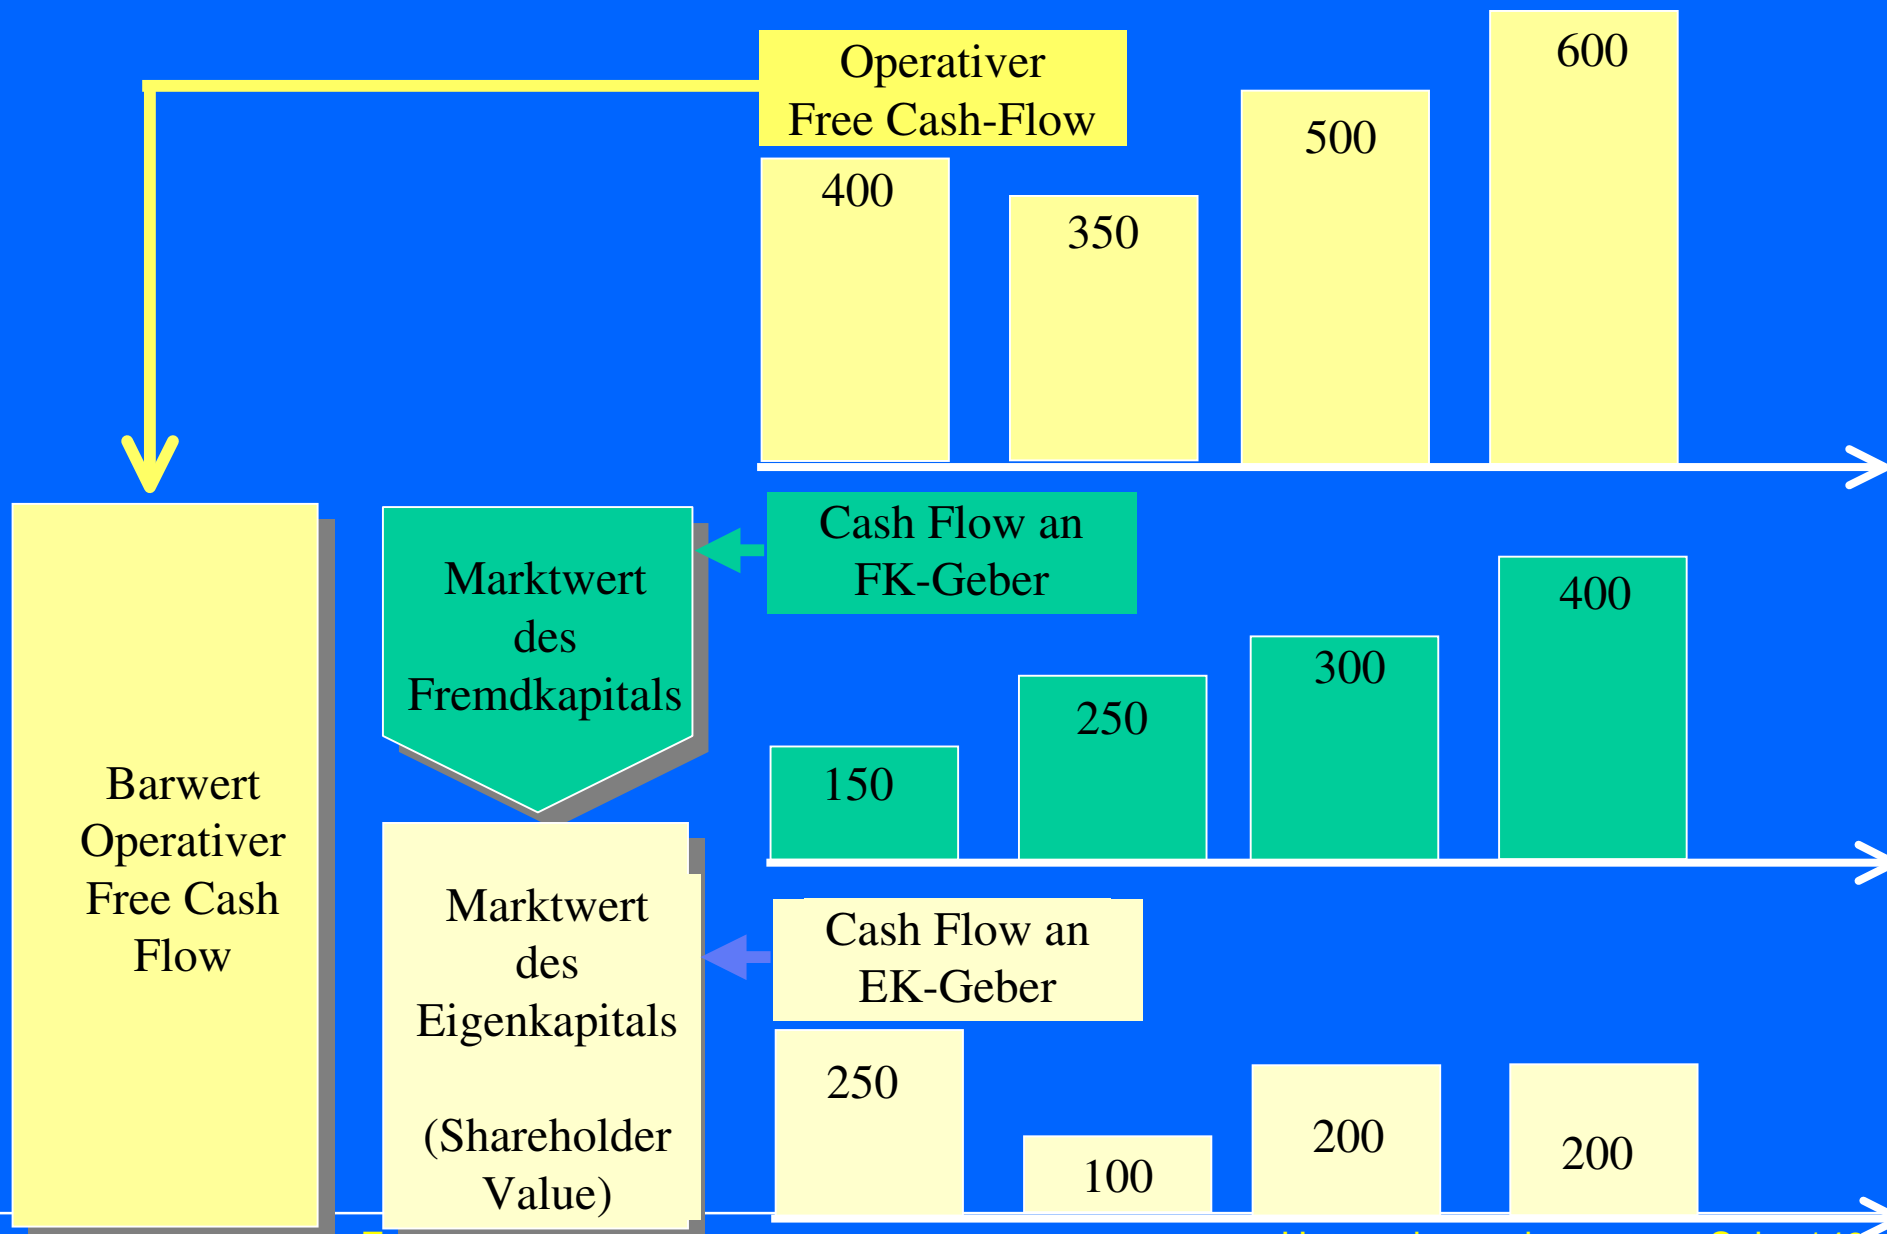 Operativer
Free Cash-Flow
400
350
500
600
Cash Flow an
FK-Geber
150
250
300
400
Marktwert
des
Fremdkapitals
Barwert
Operativer
Free Cash
Flow
Marktwert
des
Eigenkapitals
(Shareholder
Value)
Cash Flow an
EK-Geber
250
100
200
200